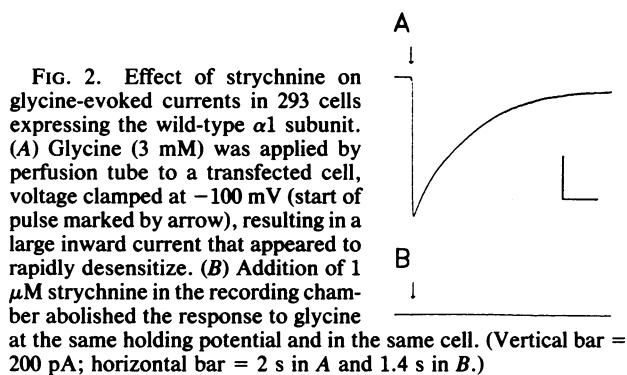 A
FIG. 2. Effect of strychnine on
glycine-evoked currents in 293 cells
expressing the wild-type α1 subunit.
(A) Glycine (3 mM) was applied by
perfusion tube to a transfected cell,
voltage clamped at −100 mV (start of
pulse marked by arrow), resulting in a
large inward current that appeared to
rapidly desensitize. (B) Addition of 1
μM strychnine in the recording cham-
ber abolished the response to glycine
B
at the same holding potential and in the same cell. (Vertical bar =
200 pA; horizontal bar = 2 s in A and 1.4 s in B.)